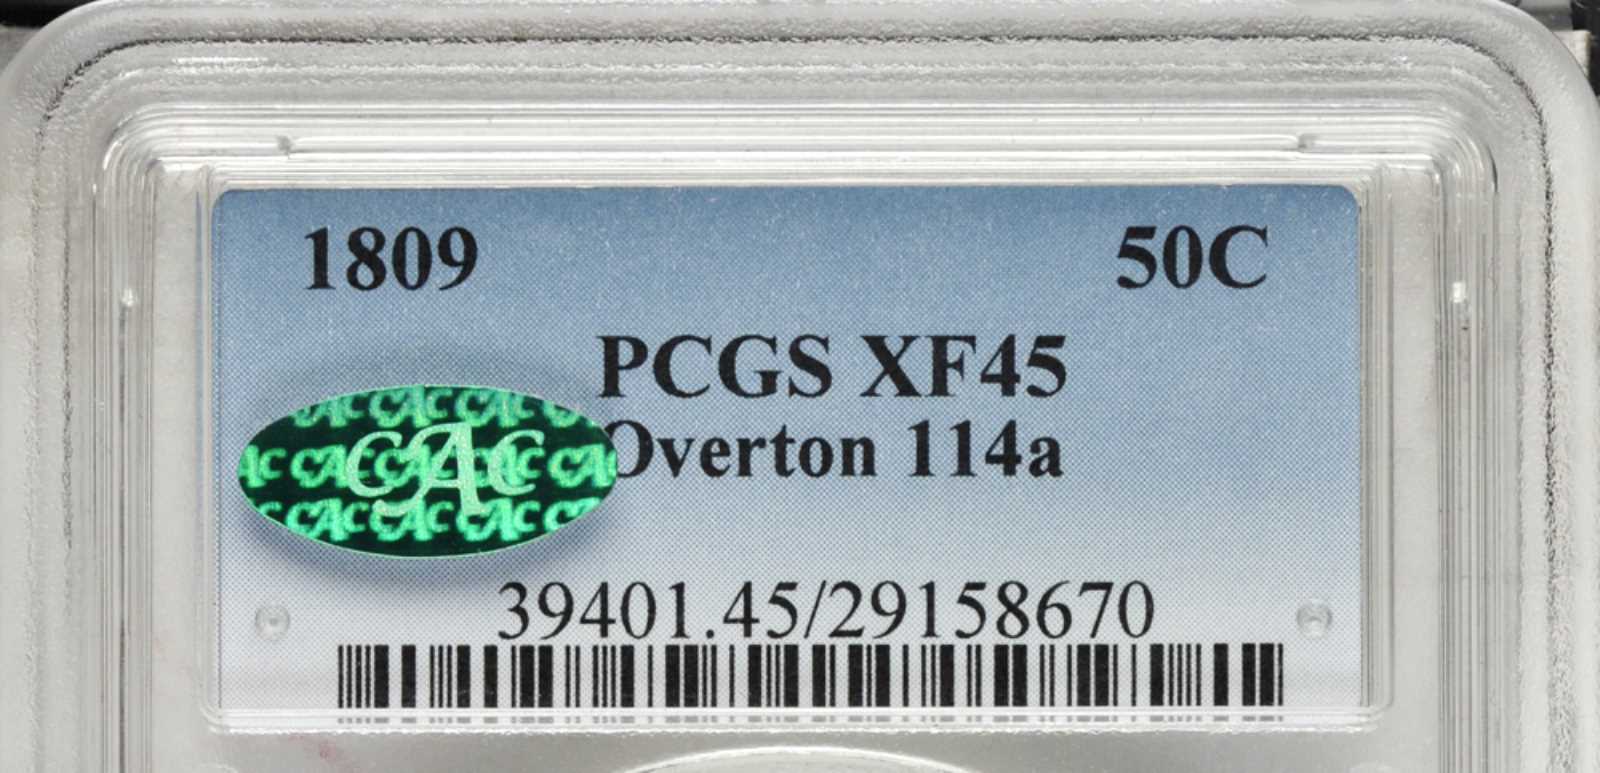 1809 50C
PCGS XF45
Overton 114a
CAC
39401.45/29158670